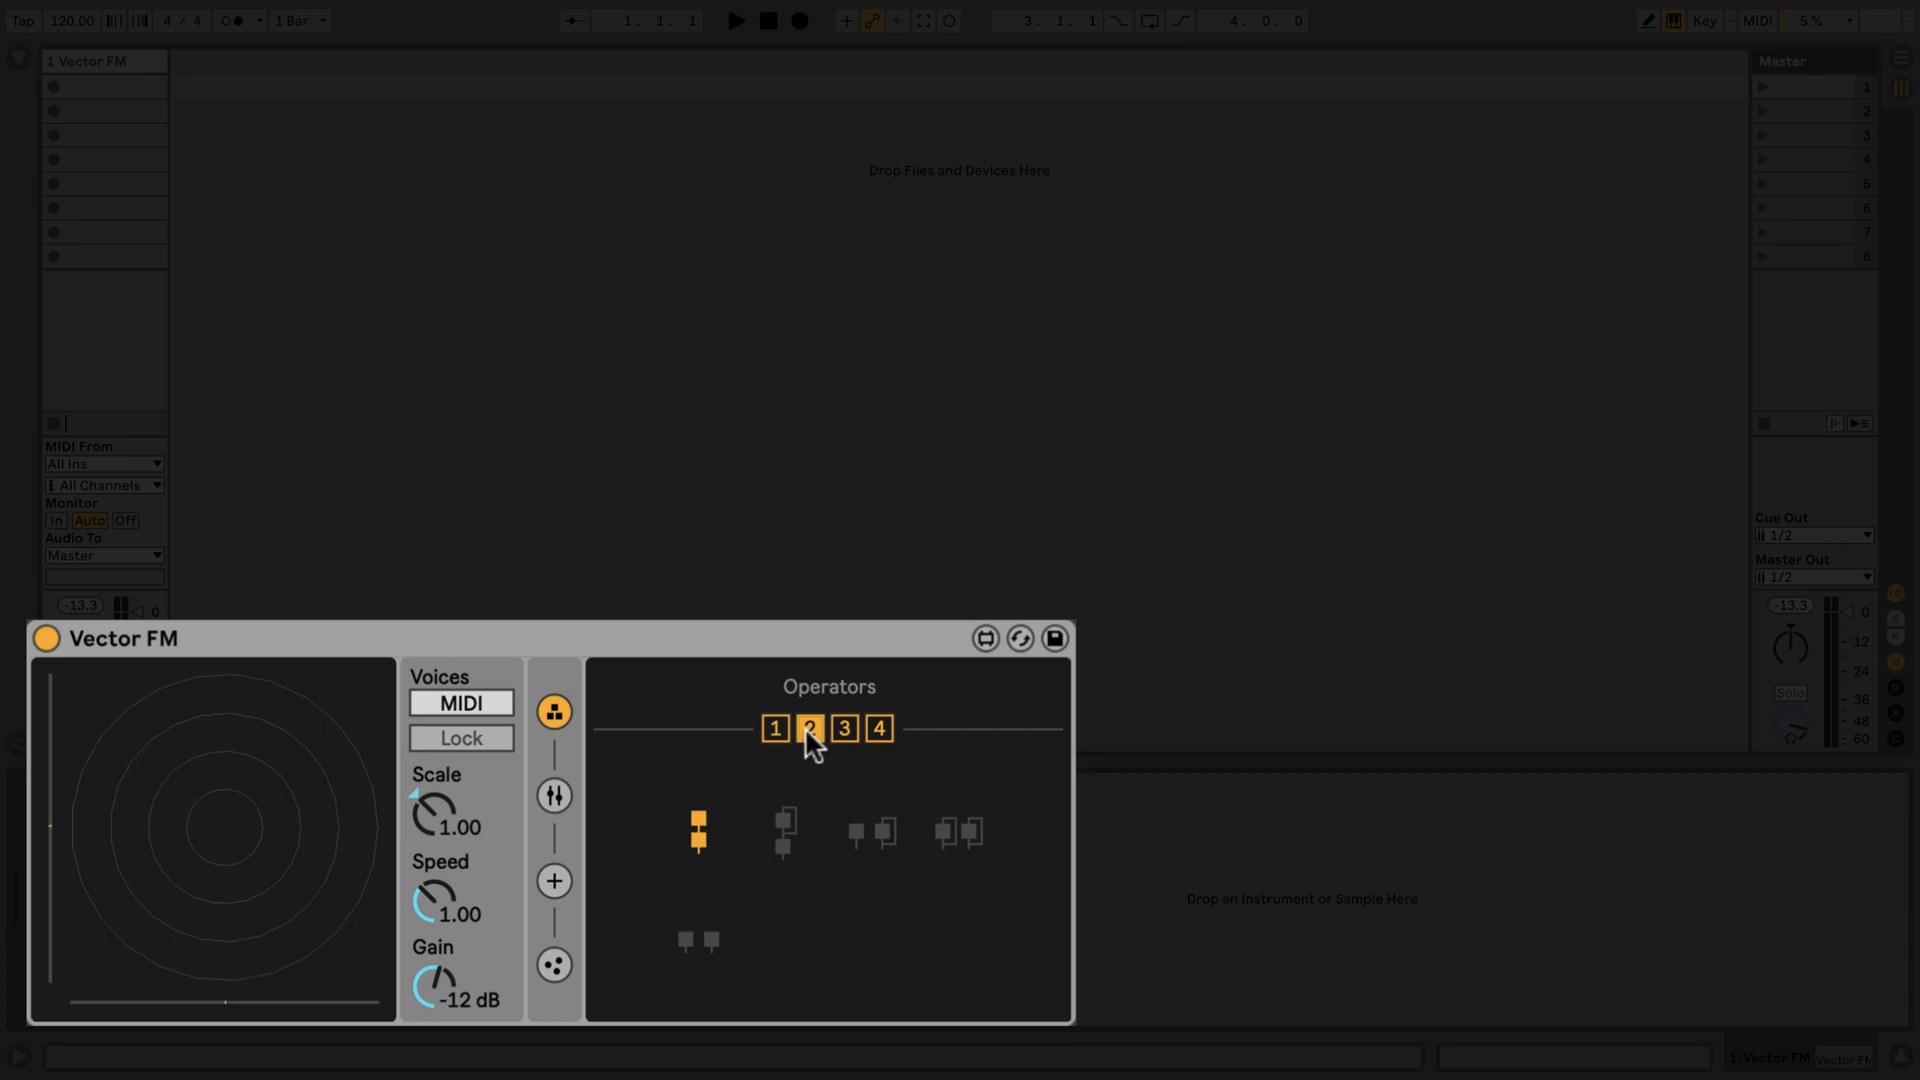 Tap 120.00 4 / 4 1 Bar 1. 1. 1 3. 1. 1 4. 0. 0 Key MIDI 5 %
1 Vector FM
Master
1
2
3
4
5
6
7
8
Drop Files and Devices Here
MIDI From
All Ins
All Channels
Monitor
In Auto Off
Audio To
Master
-13.3 0
Cue Out
1/2
Master Out
1/2
-13.3 0
12
24
36
48
60
Solo
S
R
Vector FM
Voices
MIDI
Lock
Scale
1.00
Speed
1.00
Gain
-12 dB
Operators
1 2 3 4
Drop an Instrument or Sample Here
1-Vector FM Vector FM